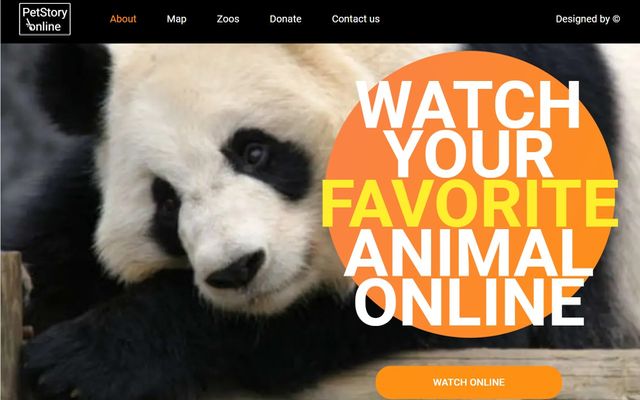 PetStory
online
About Map Zoos Donate Contact us Designed by ©
WATCH
YOUR
FAVORITE
ANIMAL
ONLINE
WATCH ONLINE